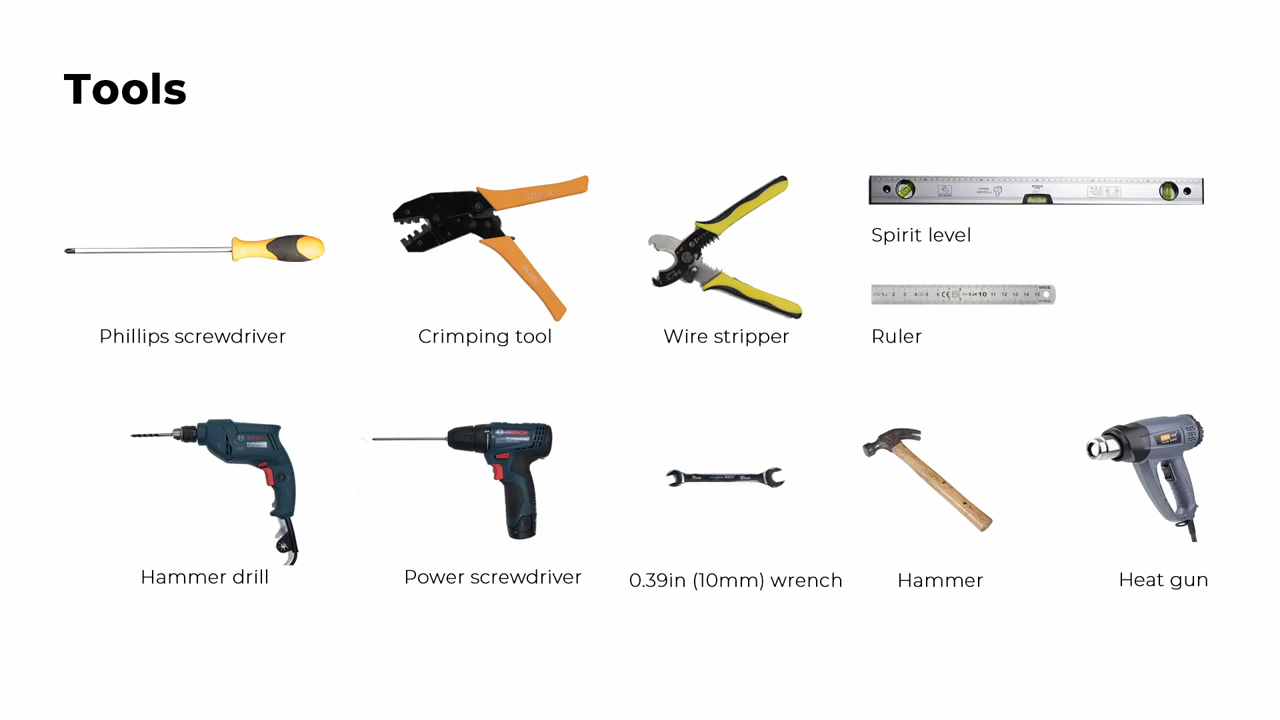 Tools
Spirit level
Phillips screwdriver
Crimping tool
Wire stripper
Ruler
BOSCH
Hammer drill
Power screwdriver
0.39in (10mm) wrench
Hammer
Heat gun